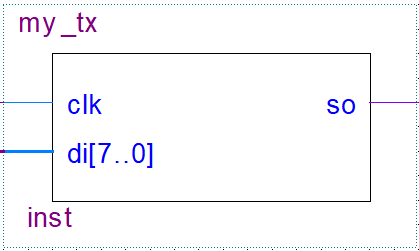 my_tx
clk so
di[7..0]
inst